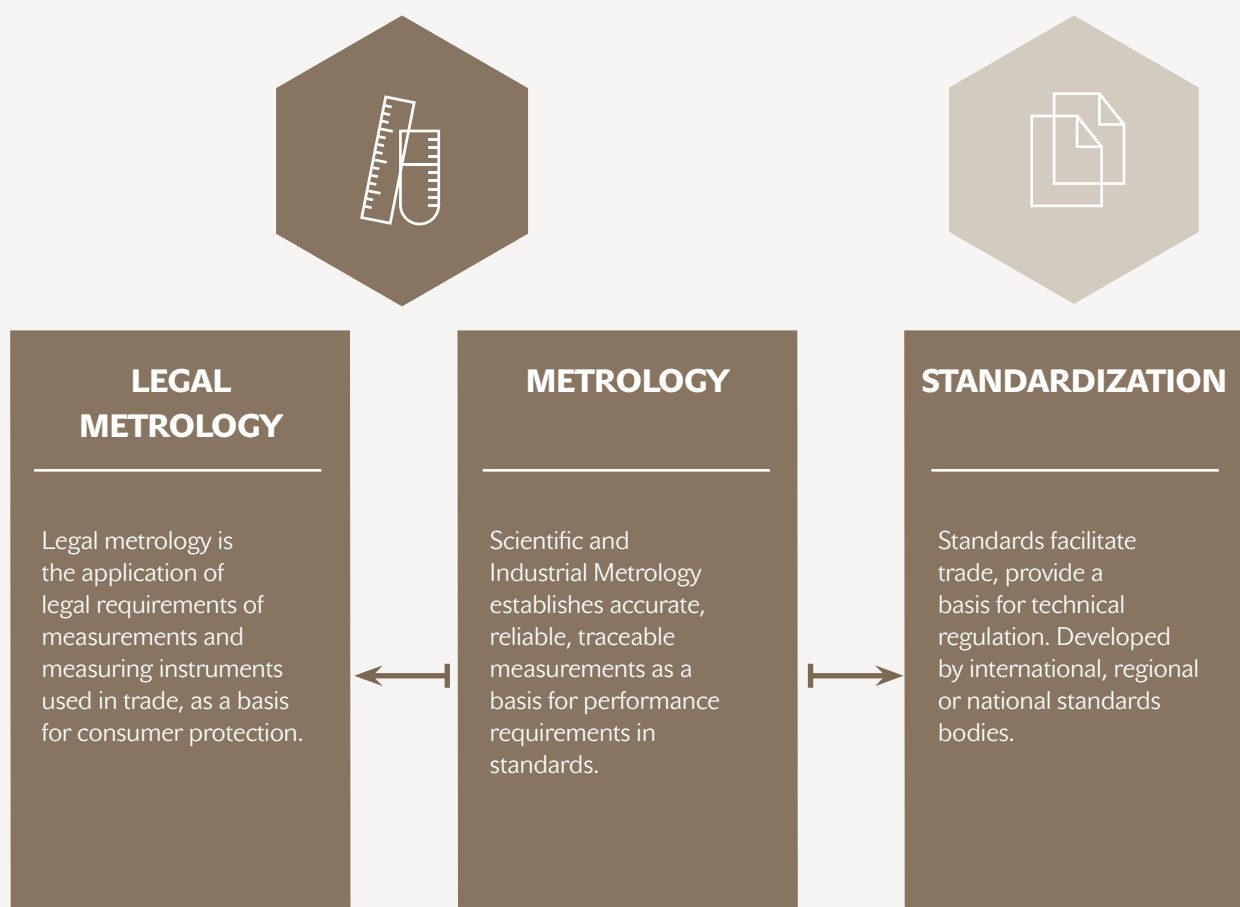 LEGAL
METROLOGY
Legal metrology is
the application of
legal requirements of
measurements and
measuring instruments
used in trade, as a basis
for consumer protection.
METROLOGY
Scientific and
Industrial Metrology
establishes accurate,
reliable, traceable
measurements as a
basis for performance
requirements in
standards.
STANDARDIZATION
Standards facilitate
trade, provide a
basis for technical
regulation. Developed
by international, regional
or national standards
bodies.